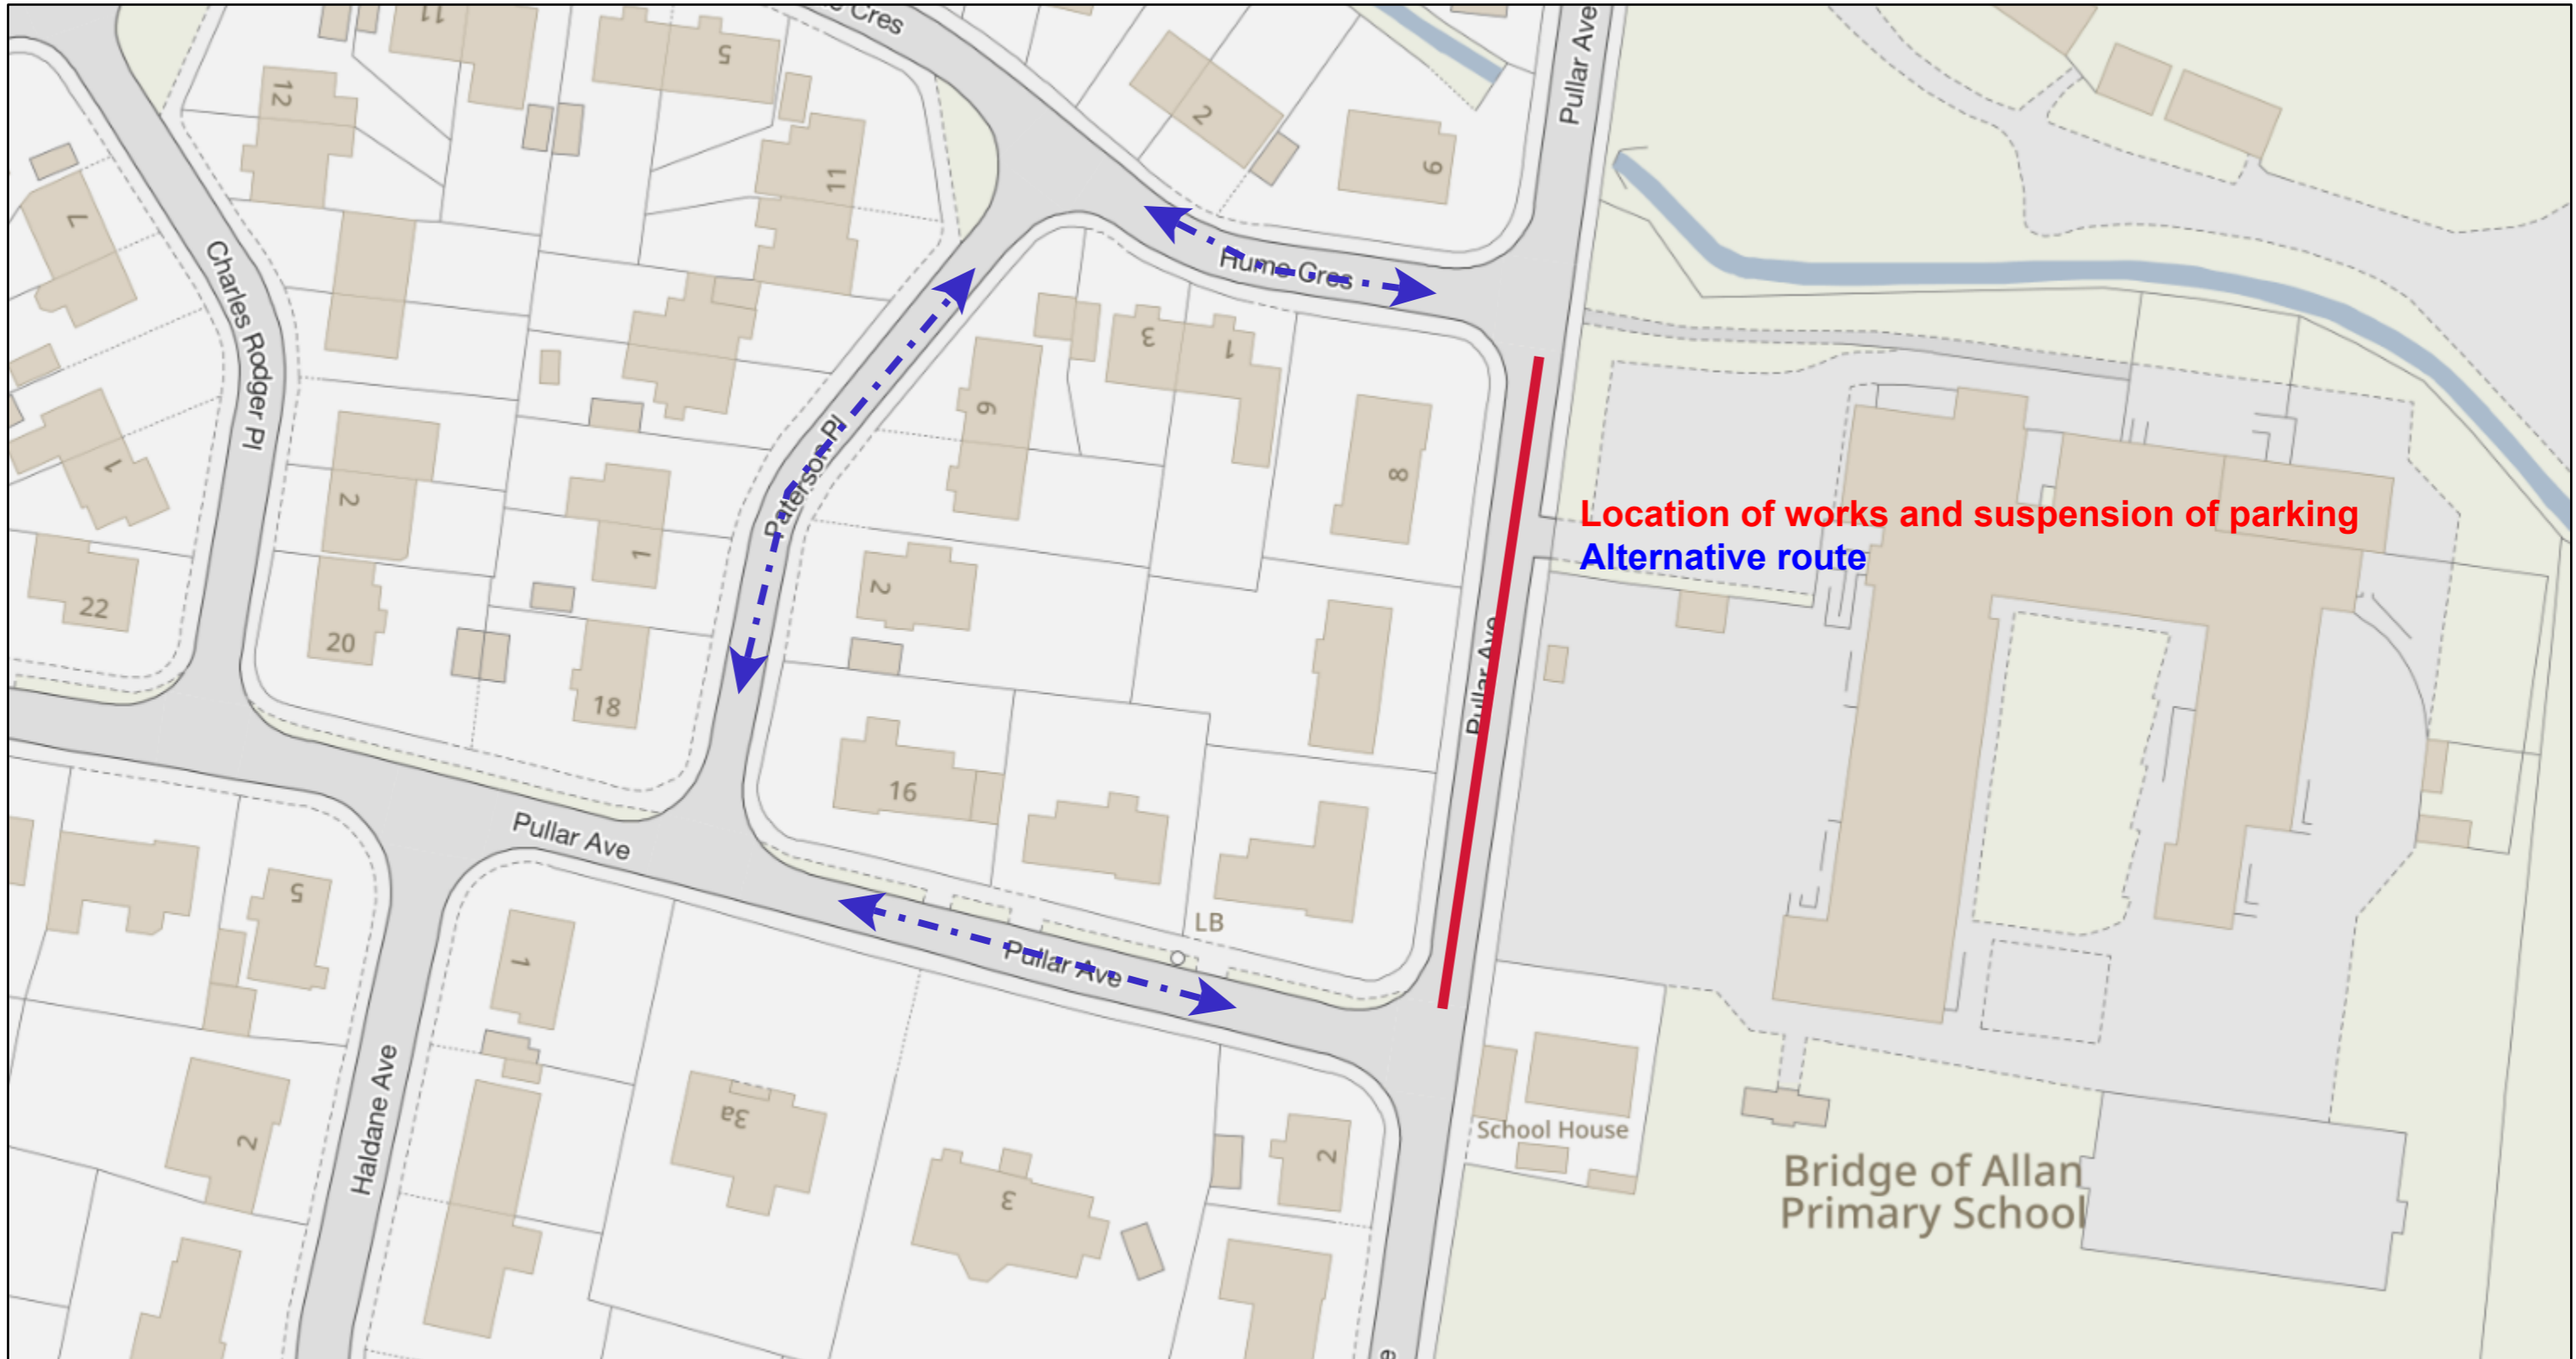 Cres
11
5
Pullar Ave
12
2
9
11
7
Hume Cres
Charles Rodger Pl
3
1
9
8
Paterson Pl
2
1
1
Location of works and suspension of parking
Alternative route
2
22
20
18
Pullar Ave
16
Pullar Ave
5
LB
1
Pullar Ave
Haldane Ave
3a
School House
2
2
3
Bridge of Allan
Primary School